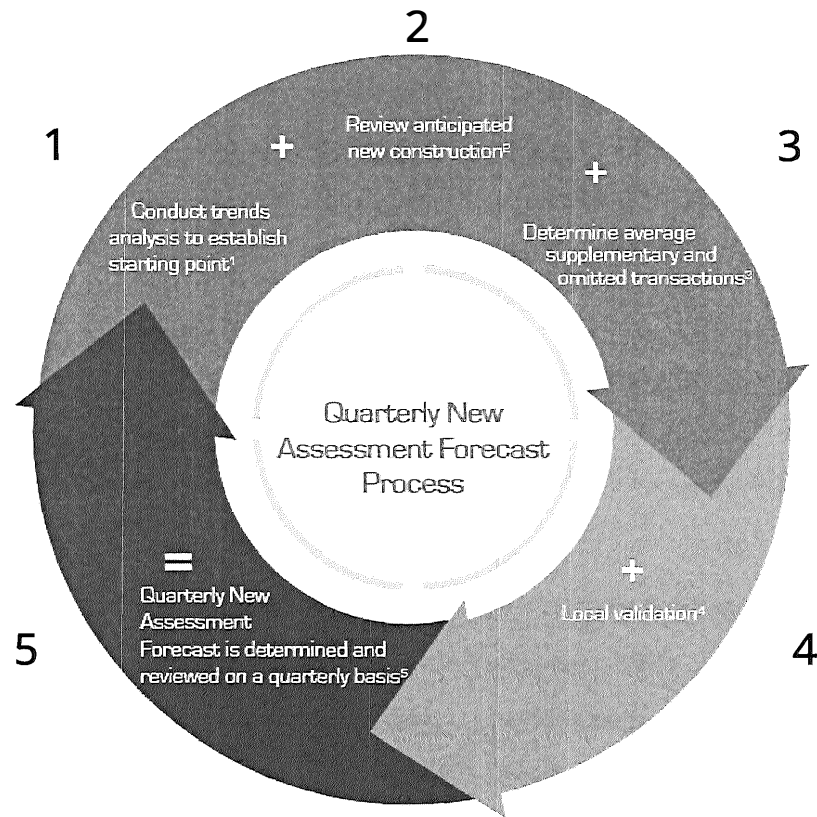 2
1
3
+
Review anticipated
new construction²
+
Conduct trends
analysis to establish
starting point¹
Determine average
supplementary and
omitted transactions³
Quarterly New
Assessment Forecast
Process
=
Quarterly New
Assessment
Forecast is determined and
reviewed on a quarterly basis⁵
+
Local validation⁴
5
4